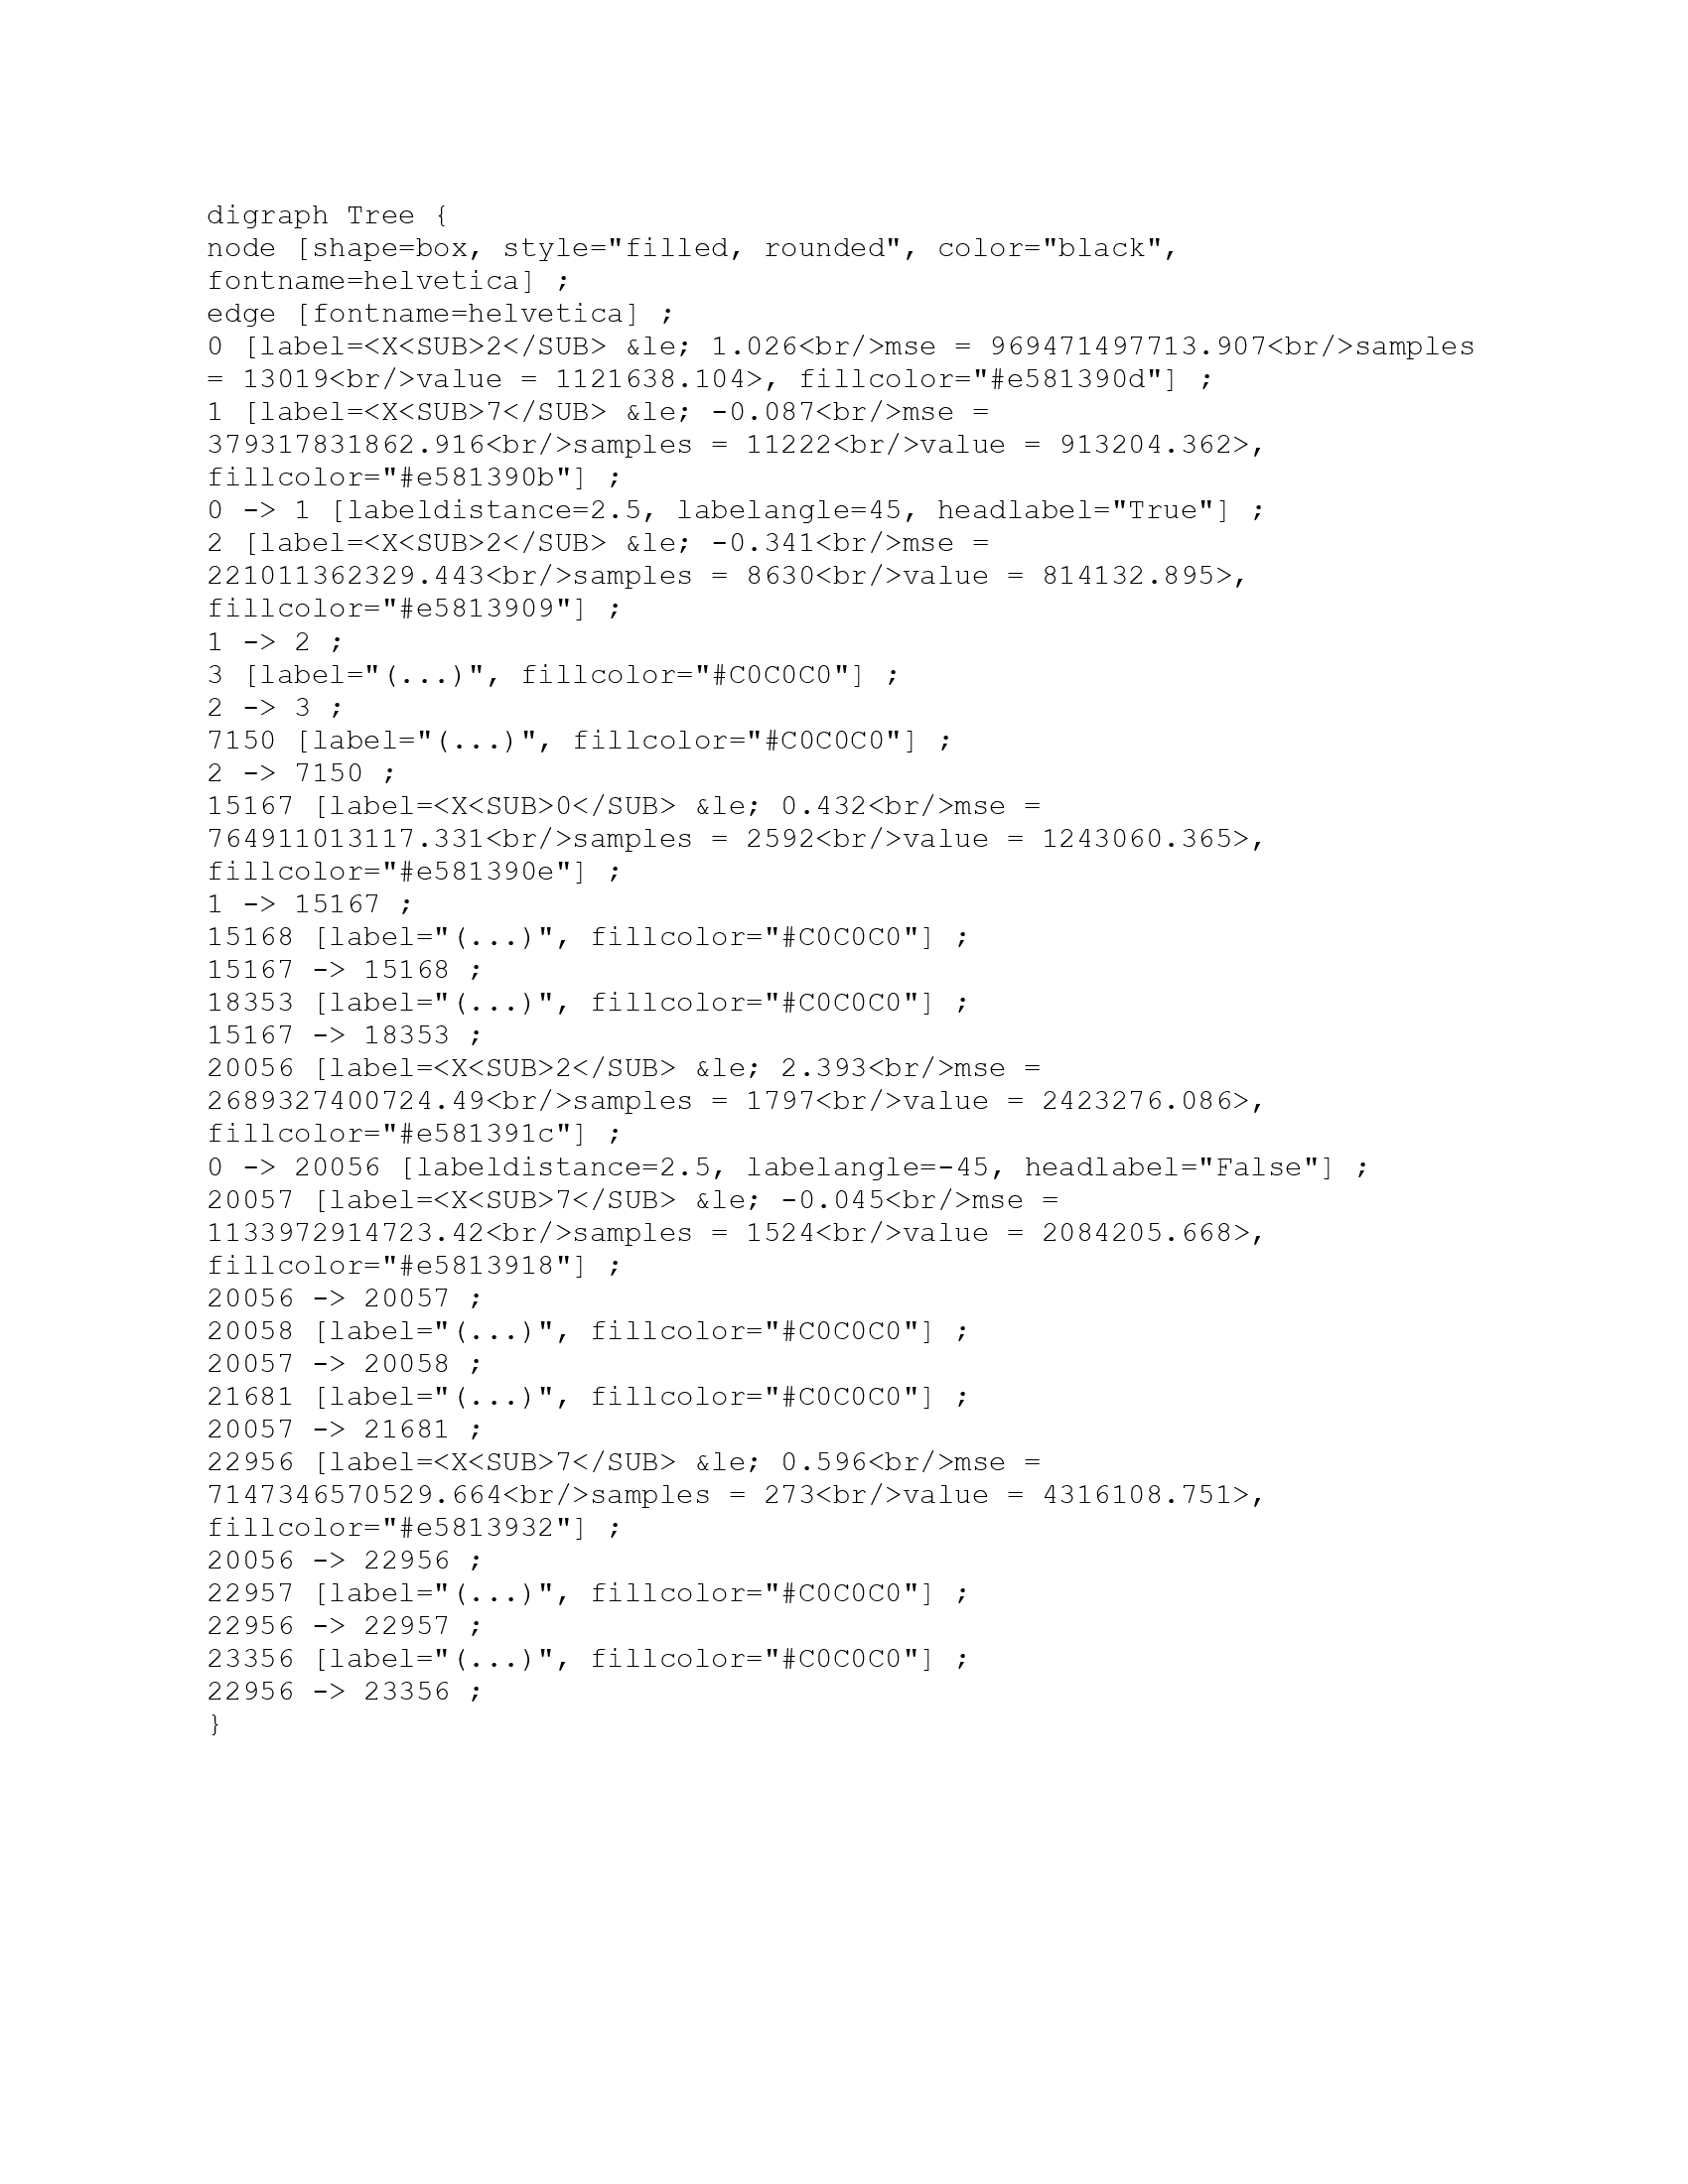 digraph Tree {
node [shape=box, style="filled, rounded", color="black",
fontname=helvetica] ;
edge [fontname=helvetica] ;
0 [label=<X<SUB>2</SUB> &le; 1.026<br/>mse = 969471497713.907<br/>samples
= 13019<br/>value = 1121638.104>, fillcolor="#e581390d"] ;
1 [label=<X<SUB>7</SUB> &le; -0.087<br/>mse =
379317831862.916<br/>samples = 11222<br/>value = 913204.362>,
fillcolor="#e581390b"] ;
0 -> 1 [labeldistance=2.5, labelangle=45, headlabel="True"] ;
2 [label=<X<SUB>2</SUB> &le; -0.341<br/>mse =
221011362329.443<br/>samples = 8630<br/>value = 814132.895>,
fillcolor="#e5813909"] ;
1 -> 2 ;
3 [label="(...)", fillcolor="#C0C0C0"] ;
2 -> 3 ;
7150 [label="(...)", fillcolor="#C0C0C0"] ;
2 -> 7150 ;
15167 [label=<X<SUB>0</SUB> &le; 0.432<br/>mse =
764911013117.331<br/>samples = 2592<br/>value = 1243060.365>,
fillcolor="#e581390e"] ;
1 -> 15167 ;
15168 [label="(...)", fillcolor="#C0C0C0"] ;
15167 -> 15168 ;
18353 [label="(...)", fillcolor="#C0C0C0"] ;
15167 -> 18353 ;
20056 [label=<X<SUB>2</SUB> &le; 2.393<br/>mse =
2689327400724.49<br/>samples = 1797<br/>value = 2423276.086>,
fillcolor="#e581391c"] ;
0 -> 20056 [labeldistance=2.5, labelangle=-45, headlabel="False"] ;
20057 [label=<X<SUB>7</SUB> &le; -0.045<br/>mse =
1133972914723.42<br/>samples = 1524<br/>value = 2084205.668>,
fillcolor="#e5813918"] ;
20056 -> 20057 ;
20058 [label="(...)", fillcolor="#C0C0C0"] ;
20057 -> 20058 ;
21681 [label="(...)", fillcolor="#C0C0C0"] ;
20057 -> 21681 ;
22956 [label=<X<SUB>7</SUB> &le; 0.596<br/>mse =
7147346570529.664<br/>samples = 273<br/>value = 4316108.751>,
fillcolor="#e5813932"] ;
20056 -> 22956 ;
22957 [label="(...)", fillcolor="#C0C0C0"] ;
22956 -> 22957 ;
23356 [label="(...)", fillcolor="#C0C0C0"] ;
22956 -> 23356 ;
}